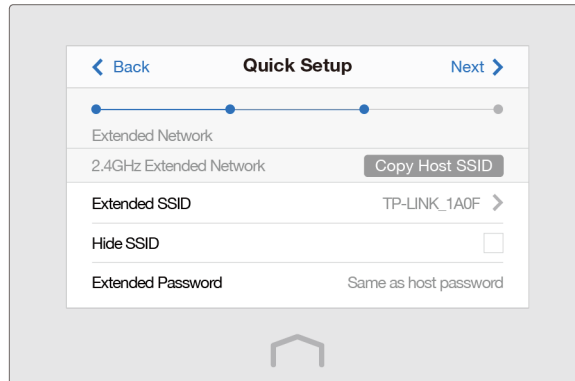 Back Quick Setup Next
Extended Network
2.4GHz Extended Network Copy Host SSID
Extended SSID TP-LINK_1A0F
Hide SSID
Extended Password Same as host password